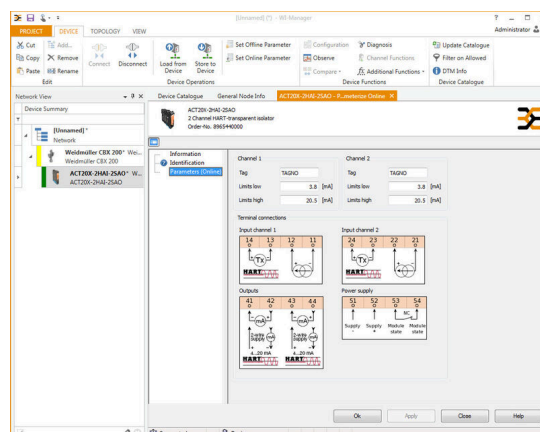 [Unnamed] (*) - WI-Manager
PROJECT DEVICE TOPOLOGY VIEW Administrator
Cut Add...
Copy Remove
Paste Rename
Edit
Connect Disconnect Load from Device Store to Device
Device Operations
Set Offline Parameter
Set Online Parameter
Configuration Diagnosis
Observe Channel Functions
Compare Additional Functions
Device Functions
Update Catalogue
Filter on Allowed
DTM Info
Device Catalogue
Network View
Device Summary
[Unnamed]*
Network
Weidmüller CBX 200* Wei...
Weidmüller CBX 200
ACT20X-2HAI-2SAO* W...
ACT20X-2HAI-2SAO
Device Catalogue General Node Info ACT20X-2HAI-2SAO - P...meterize Online
ACT20X-2HAI-2SAO
2 Channel HART-transparent isolator
Order-No. 8965440000
Information
Identification
Parameters (Online)
Channel 1 Channel 2
Tag TAGNO Tag TAGNO
Limits low 3.8 [mA] Limits low 3.8 [mA]
Limits high 20.5 [mA] Limits high 20.5 [mA]
Terminal connections
Input channel 1 Input channel 2
14 13 12 11 24 23 22 21
Tx Tx
HART HART
Outputs Power supply
41 42 43 44 51 52 53 54
NC
mA mA
Supply - Supply + Module state Module state
2-wire supply mA 2-wire supply mA
4...20 mA 4...20 mA
HART HART
Ok Apply Close Help